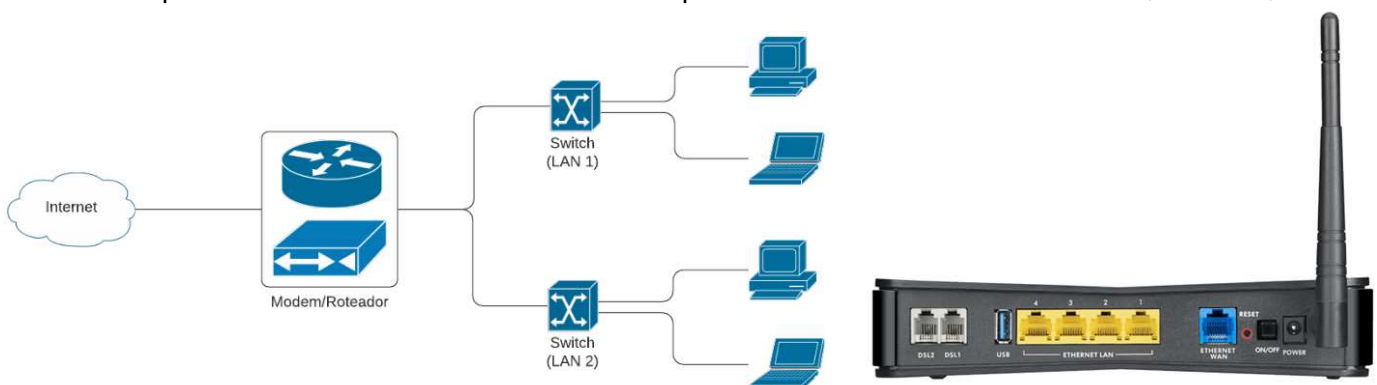 Internet
Modem/Roteador
Switch
(LAN 1)
Switch
(LAN 2)
4 3 2 1
DSL2 DSL1 USB ETHERNET LAN
ETHERNET
WAN
RESET
ON/OFF POWER